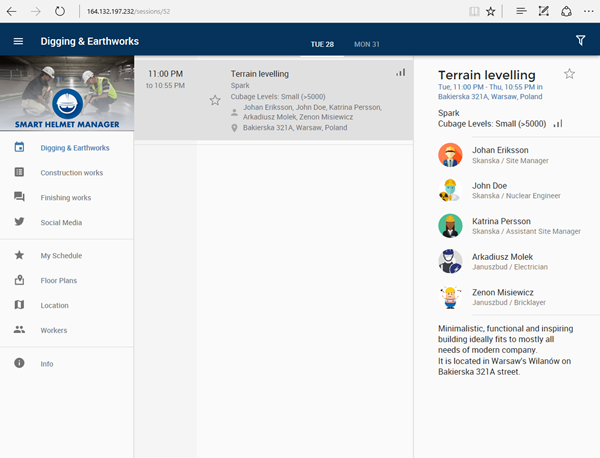 164.132.197.232/sessions/52
Digging & Earthworks
TUE 28
MON 31
SMART HELMET MANAGER
Digging & Earthworks
Construction works
Finishing works
Social Media
My Schedule
Floor Plans
Location
Workers
Info
11:00 PM
to 10:55 PM
Terrain levelling
Spark
Cubage Levels: Small (>5000)
Johan Eriksson, John Doe, Katrina Persson,
Arkadiusz Molek, Zenon Misiewicz
Bakierska 321A, Warsaw, Poland
Terrain levelling
Tue, 11:00 PM - Thu, 10:55 PM in
Bakierska 321A, Warsaw, Poland
Spark
Cubage Levels: Small (>5000)
Johan Eriksson
Skanska / Site Manager
John Doe
Skanska / Nuclear Engineer
Katrina Persson
Skanska / Assistant Site Manager
Arkadiusz Molek
Januszbud / Electrician
Zenon Misiewicz
Januszbud / Bricklayer
Minimalistic, functional and inspiring
building ideally fits to mostly all
needs of modern company.
It is located in Warsaw's Wilanów on
Bakierska 321A street.